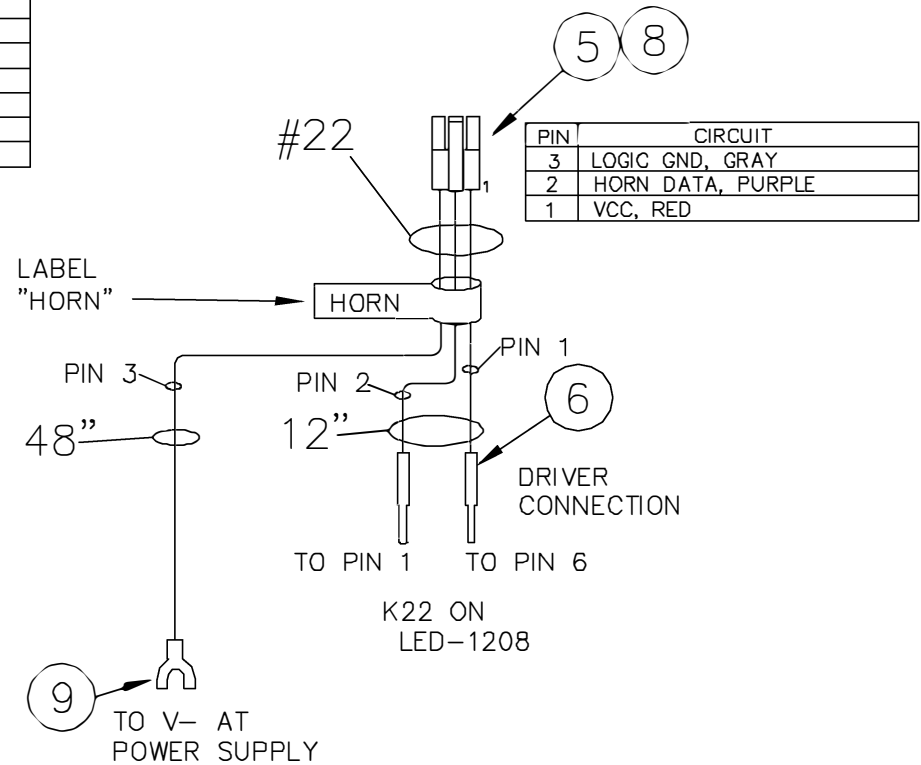 5 8
#22
1
PIN CIRCUIT
3 LOGIC GND, GRAY
2 HORN DATA, PURPLE
1 VCC, RED
LABEL
"HORN"
HORN
PIN 3
PIN 2
PIN 1
6
48"
12"
DRIVER
CONNECTION
TO PIN 1
TO PIN 6
K22 ON
LED-1208
9
TO V- AT
POWER SUPPLY